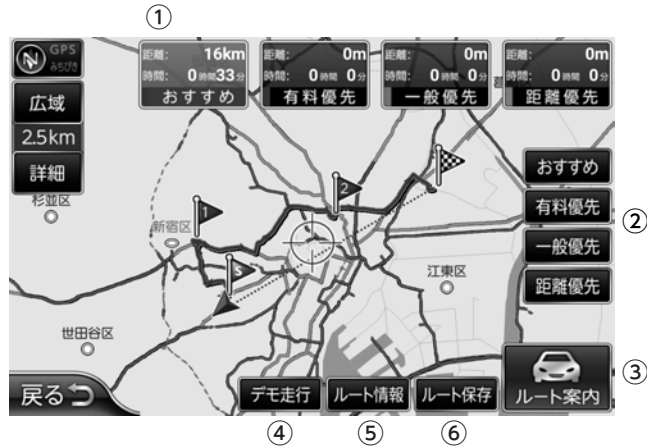 ①
GPS
みちびき
距離: 16km
時間: 0時間33分
おすすめ
距離: 0m
時間: 0時間 0分
有料優先
距離: 0m
時間: 0時間 0分
一般優先
距離: 0m
時間: 0時間 0分
距離優先
広域
2.5km
詳細
杉並区
新宿区
江東区
世田谷区
1
2
S
おすすめ
有料優先
一般優先
距離優先
②
戻る
デモ走行
ルート情報
ルート保存
ルート案内
③
④
⑤
⑥